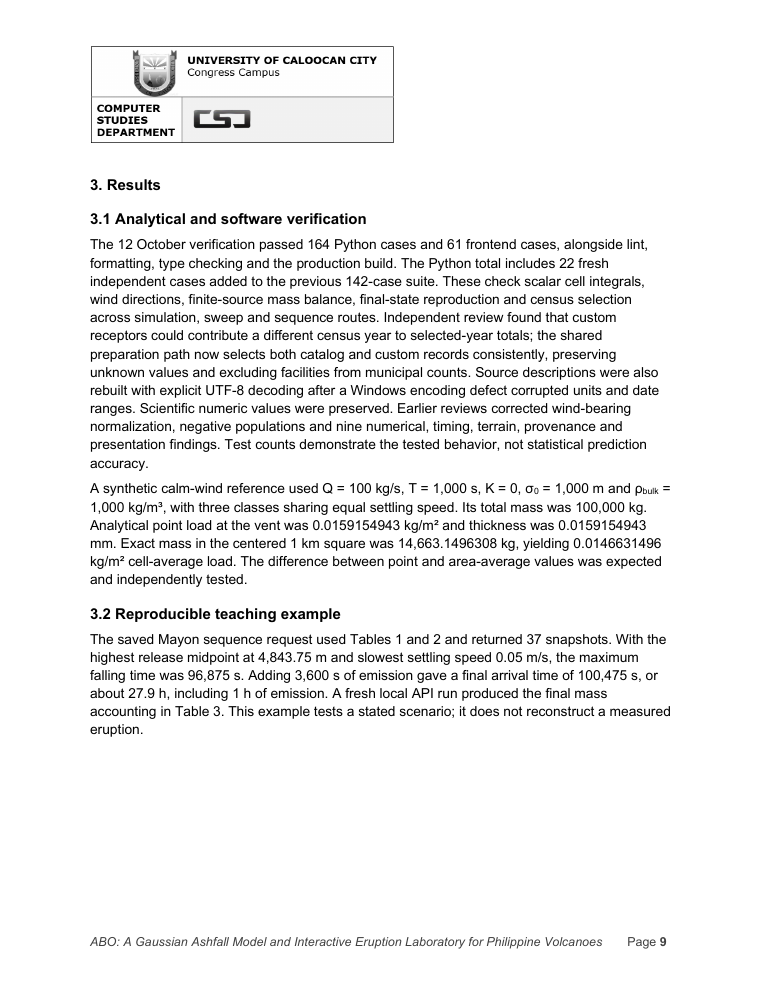 UNIVERSITY OF CALOOCAN CITY
Congress Campus
COMPUTER
STUDIES
DEPARTMENT
CSD
3. Results
3.1 Analytical and software verification
The 12 October verification passed 164 Python cases and 61 frontend cases, alongside lint,
formatting, type checking and the production build. The Python total includes 22 fresh
independent cases added to the previous 142-case suite. These check scalar cell integrals,
wind directions, finite-source mass balance, final-state reproduction and census selection
across simulation, sweep and sequence routes. Independent review found that custom
receptors could contribute a different census year to selected-year totals; the shared
preparation path now selects both catalog and custom records consistently, preserving
unknown values and excluding facilities from municipal counts. Source descriptions were also
rebuilt with explicit UTF-8 decoding after a Windows encoding defect corrupted units and date
ranges. Scientific numeric values were preserved. Earlier reviews corrected wind-bearing
normalization, negative populations and nine numerical, timing, terrain, provenance and
presentation findings. Test counts demonstrate the tested behavior, not statistical prediction
accuracy.
A synthetic calm-wind reference used Q = 100 kg/s, T = 1,000 s, K = 0, σ₀ = 1,000 m and ρbulk =
1,000 kg/m³, with three classes sharing equal settling speed. Its total mass was 100,000 kg.
Analytical point load at the vent was 0.0159154943 kg/m² and thickness was 0.0159154943
mm. Exact mass in the centered 1 km square was 14,663.1496308 kg, yielding 0.0146631496
kg/m² cell-average load. The difference between point and area-average values was expected
and independently tested.
3.2 Reproducible teaching example
The saved Mayon sequence request used Tables 1 and 2 and returned 37 snapshots. With the
highest release midpoint at 4,843.75 m and slowest settling speed 0.05 m/s, the maximum
falling time was 96,875 s. Adding 3,600 s of emission gave a final arrival time of 100,475 s, or
about 27.9 h, including 1 h of emission. A fresh local API run produced the final mass
accounting in Table 3. This example tests a stated scenario; it does not reconstruct a measured
eruption.
ABO: A Gaussian Ashfall Model and Interactive Eruption Laboratory for Philippine Volcanoes Page 9